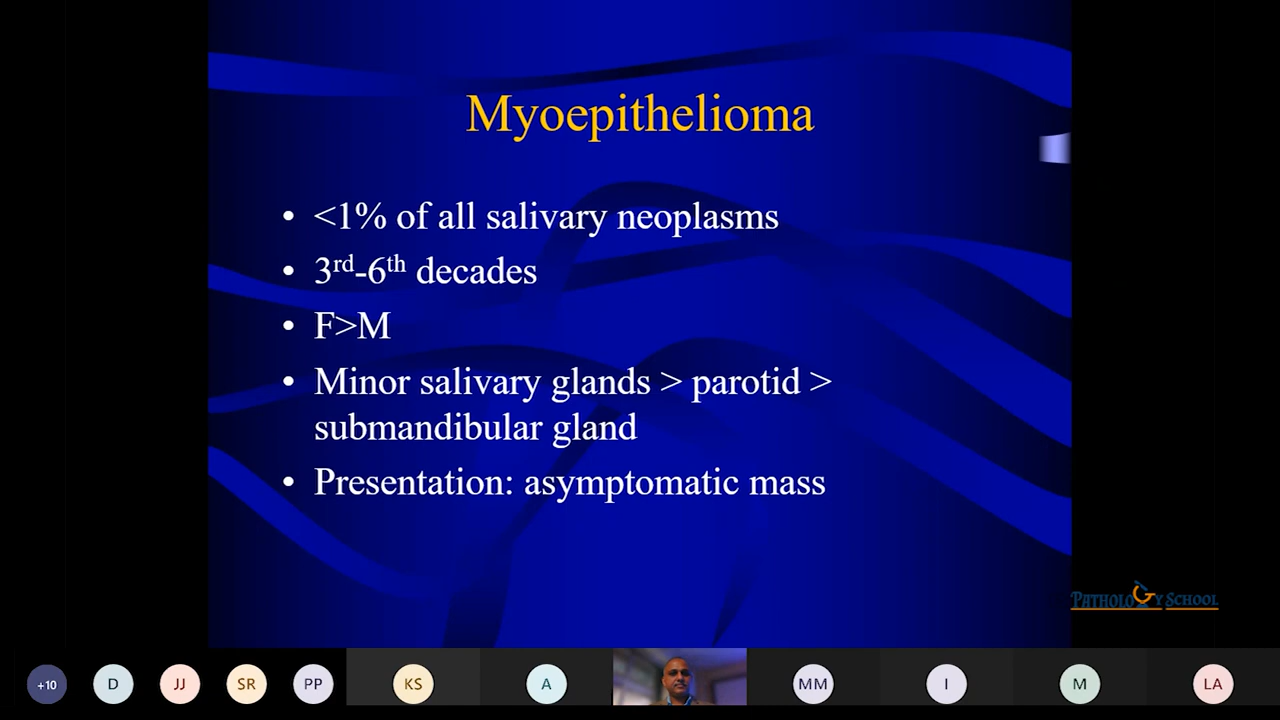 Myoepithelioma
• <1% of all salivary neoplasms
• 3rd-6th decades
• F>M
• Minor salivary glands > parotid >
submandibular gland
• Presentation: asymptomatic mass
PATHOLOGY SCHOOL
+10 D JJ SR PP KS A MM I M LA